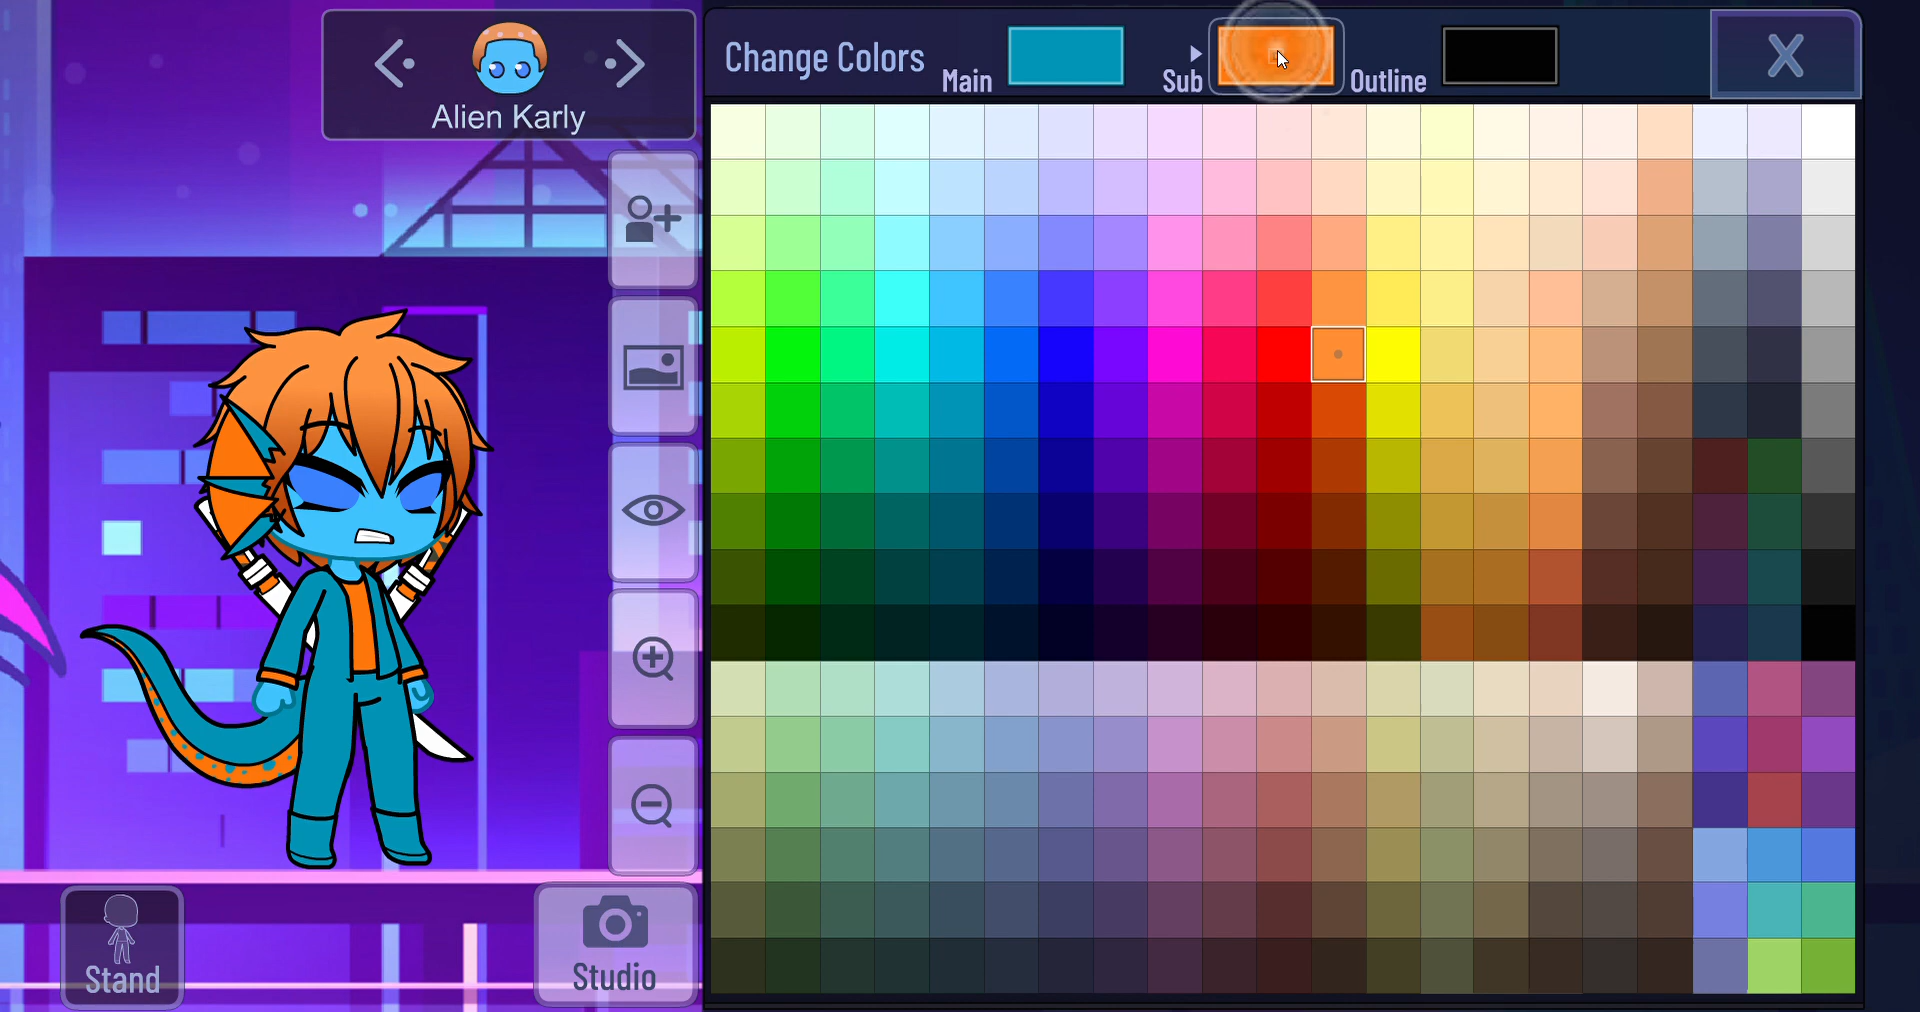 Alien Karly
Change Colors
Main
Sub
Outline
X
Stand
Studio